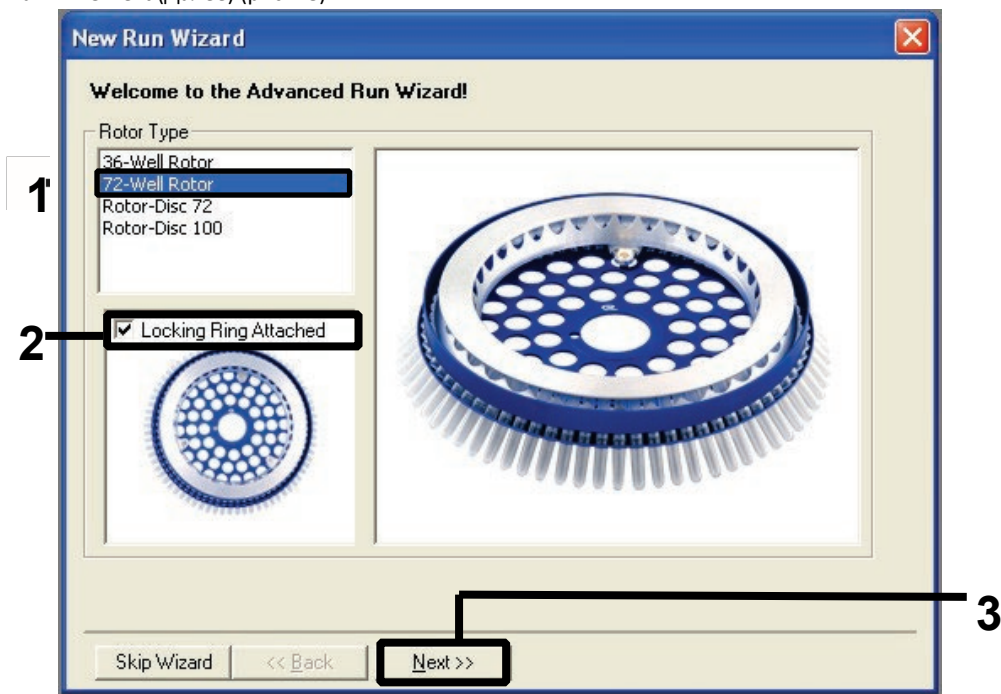 New Run Wizard
Welcome to the Advanced Run Wizard!
Rotor Type
36-Well Rotor
1
72-Well Rotor
Rotor-Disc 72
Rotor-Disc 100
2
Locking Ring Attached
3
Skip Wizard
<< Back
Next >>